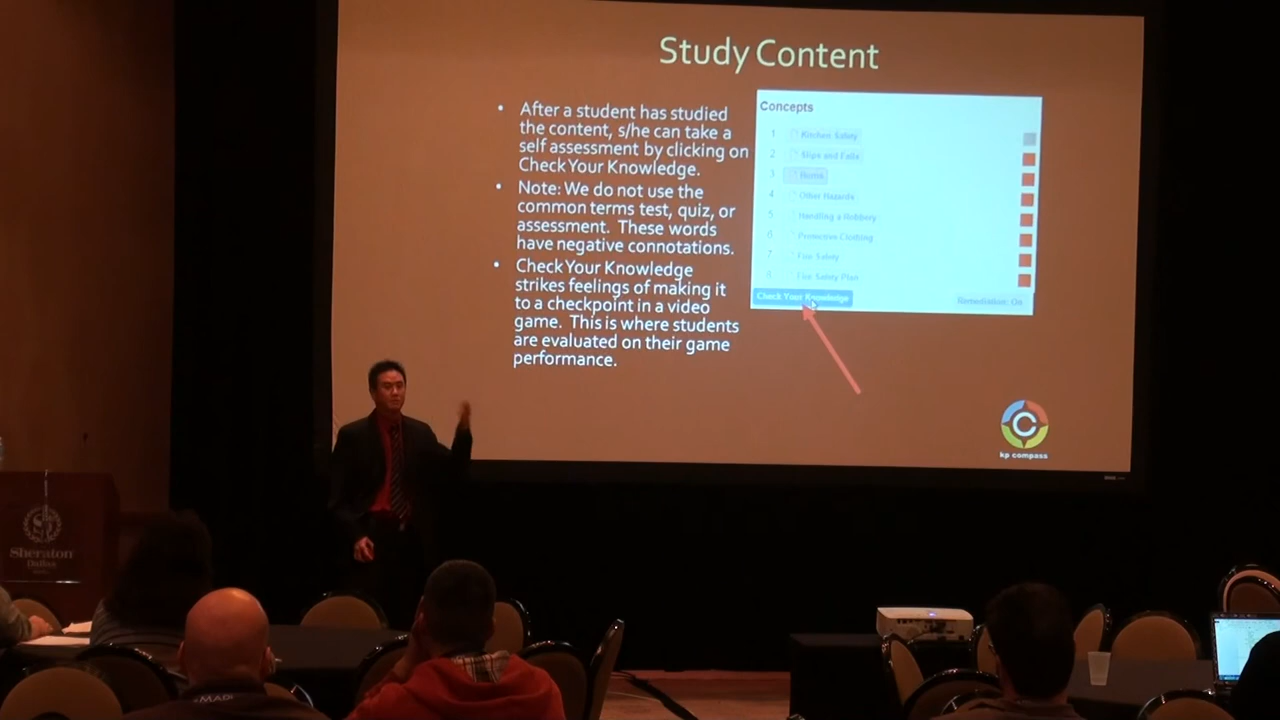 Study Content
• After a student has studied
the content, s/he can take a
self assessment by clicking on
Check Your Knowledge.
• Note: We do not use the
common terms test, quiz, or
assessment. These words
have negative connotations.
• Check Your Knowledge
strikes feelings of making it
to a checkpoint in a video
game. This is where students
are evaluated on their game
performance.
Concepts
1 Kitchen Safety
2 Slips and Falls
3 Burns
4 Other Hazards
5 Handling a Robbery
6 Protective Clothing
7 Fire Safety
8 Fire Safety Plan
Check Your Knowledge
Remediation: On
C
kp compass
Sheraton
Dallas